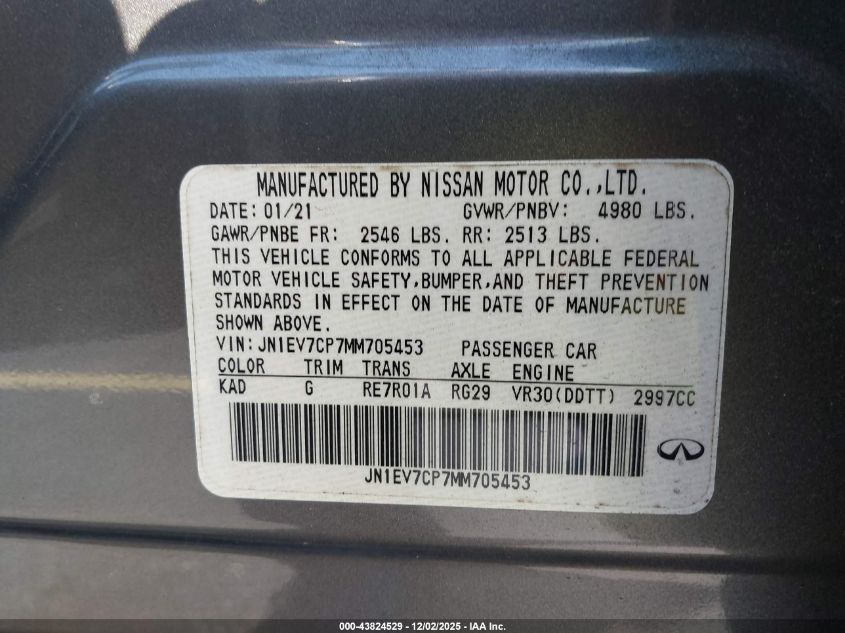 MANUFACTURED BY NISSAN MOTOR CO.,LTD.
DATE: 01/21 GVWR/PNBV: 4980 LBS.
GAWR/PNBE FR: 2546 LBS. RR: 2513 LBS.
THIS VEHICLE CONFORMS TO ALL APPLICABLE FEDERAL
MOTOR VEHICLE SAFETY,BUMPER,AND THEFT PREVENTION
STANDARDS IN EFFECT ON THE DATE OF MANUFACTURE
SHOWN ABOVE.
VIN:JN1EV7CP7MM705453 PASSENGER CAR
COLOR TRIM TRANS AXLE ENGINE
KAD G RE7R01A RG29 VR30(DDTT) 2997CC
JN1EV7CP7MM705453
000-43824529 - 12/02/2025 - IAA Inc.